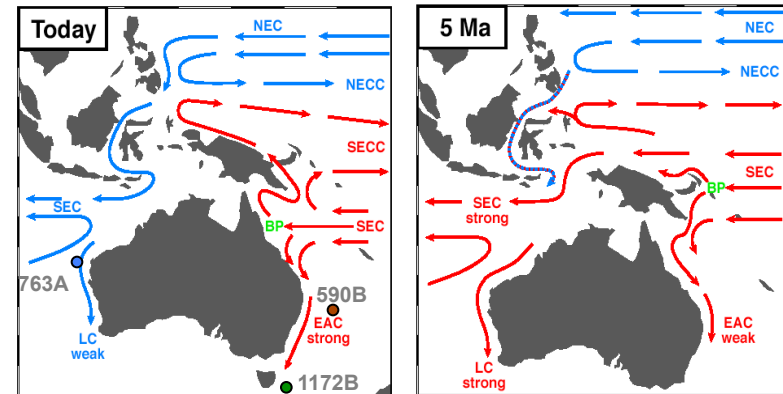 Today
NEC
NECC
SECC
SEC
BP
SEC
763A
590B
EAC
strong
LC
weak
1172B
5 Ma
NEC
NECC
SEC
BP
SEC
strong
EAC
weak
LC
strong